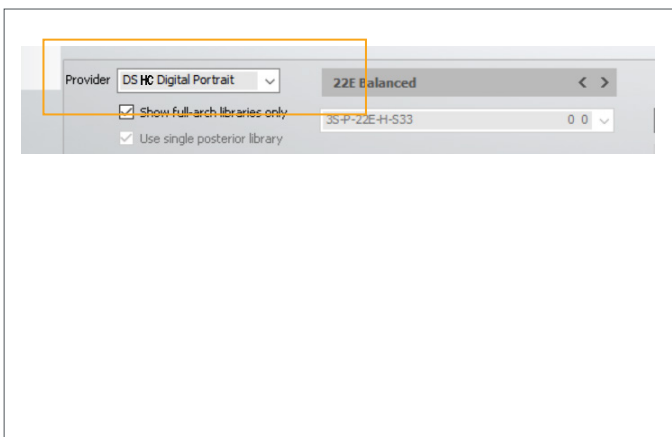 Provider DS HC Digital Portrait 22E Balanced
Show full-arch libraries only
3S-P-22E-H-S33 0 0
Use single posterior library